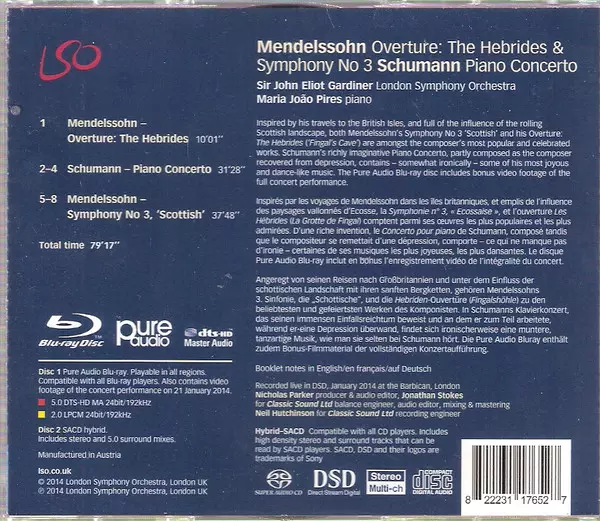 LSO
Mendelssohn Overture: The Hebrides &
Symphony No 3 Schumann Piano Concerto
Sir John Eliot Gardiner London Symphony Orchestra
Maria João Pires piano
1 Mendelssohn –
Overture: The Hebrides 10'01''
2–4 Schumann – Piano Concerto 31'28''
5–8 Mendelssohn –
Symphony No 3, 'Scottish' 37'48''
Total time 79'17''
Inspired by his travels to the British Isles, and full of the influence of the rolling
Scottish landscape, both Mendelssohn's Symphony No 3 'Scottish' and his Overture:
The Hebrides ('Fingal's Cave') are amongst the composer's most popular and celebrated
works. Schumann's richly imaginative Piano Concerto, partly composed as the composer
recovered from depression, contains – somewhat ironically – some of his most joyous
and dance-like music. The Pure Audio Blu-ray disc includes bonus video footage of the
full concert performance.
Inspirés par les voyages de Mendelssohn dans les îles britanniques, et emplis de l'influence
des paysages vallonnés d'Ecosse, la Symphonie n° 3, « Ecossaise », et l'ouverture Les
Hébrides (La Grotte de Fingal) comptent parmi ses œuvres les plus populaires et les plus
admirées. D'une riche invention, le Concerto pour piano de Schumann, composé tandis
que le compositeur se remettait d'une dépression, comporte – ce qui ne manque pas
d'ironie – certaines de ses musiques les plus joyeuses, les plus dansantes. Le disque
Pure Audio Blu-ray inclut en bonus l'enregistrement vidéo de l'intégralité du concert.
Angeregt von seinen Reisen nach Großbritannien und unter dem Einfluss der
schottischen Landschaft mit ihren sanften Bergketten, gehören Mendelssohns
3. Sinfonie, die „Schottische", und die Hebriden-Ouvertüre (Fingalshöhle) zu den
beliebtesten und gefeiertsten Werken des Komponisten. In Schumanns Klavierkonzert,
das seinen immensen Einfallsreichtum beweist und an dem er zum Teil arbeitete,
während er eine Depression überwand, findet sich ironischerweise eine muntere,
tanzartige Musik, wie man sie selten bei Schumann hört. Die Pure Audio Bluray enthält
zudem Bonus-Filmmaterial der vollständigen Konzertaufführung.
Booklet notes in English/en français/auf Deutsch
Recorded live in DSD, January 2014 at the Barbican, London
Nicholas Parker producer & audio editor, Jonathan Stokes
for Classic Sound Ltd balance engineer, audio editor, mixing & mastering
Neil Hutchinson for Classic Sound Ltd recording engineer
Hybrid-SACD Compatible with all CD players. Includes
high density stereo and surround tracks that can be
read by SACD players. SACD, DSD and their logos are
trademarks of Sony
Blu-ray Disc
pure audio
dts-HD
Master Audio
Disc 1 Pure Audio Blu-ray. Playable in all regions.
Compatible with all Blu-ray players. Also contains video
footage of the concert performance on 21 January 2014.
5.0 DTS-HD MA 24bit/192kHz
2.0 LPCM 24bit/192kHz
Disc 2 SACD hybrid.
Includes stereo and 5.0 surround mixes.
Manufactured in Austria
lso.co.uk
℗ 2014 London Symphony Orchestra, London UK
© 2014 London Symphony Orchestra, London UK
SUPER AUDIO CD
DSD
Direct Stream Digital
Stereo
Multi-ch
COMPACT
disc
DIGITAL AUDIO
8 22231 17652 7